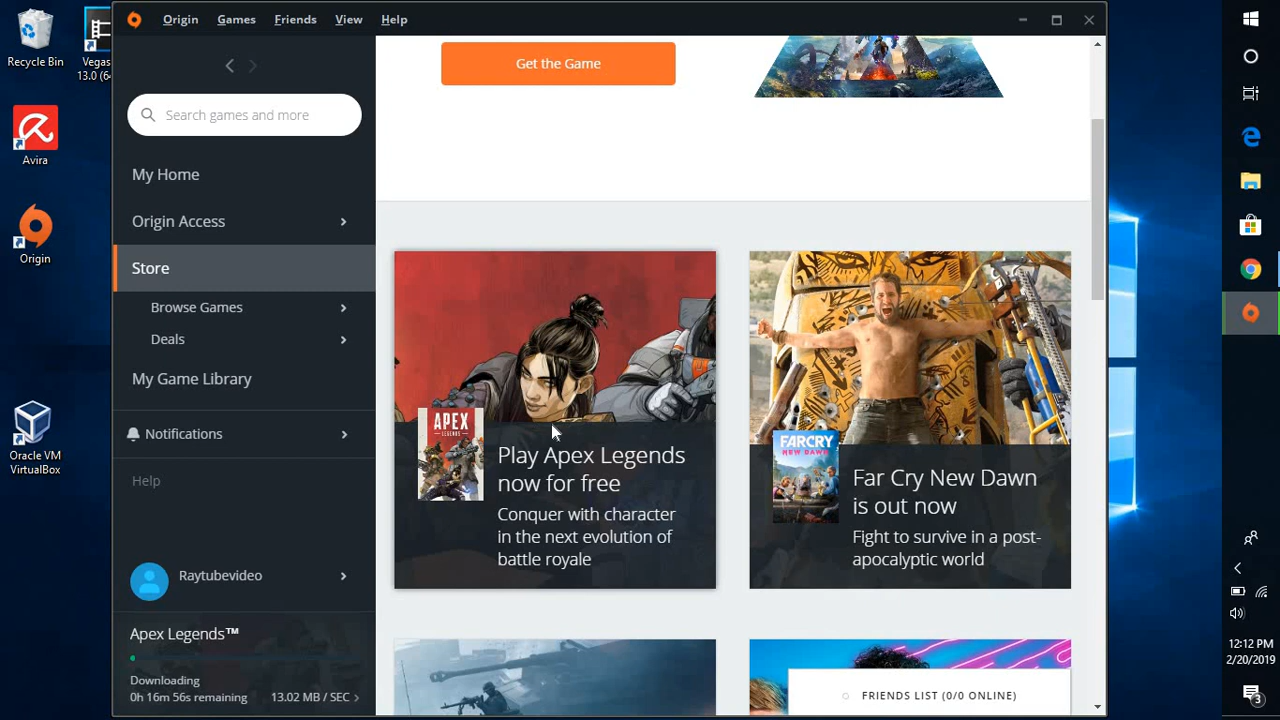 Recycle Bin
Vegas
13.0 (64
Avira
Origin
Oracle VM
VirtualBox
Origin Games Friends View Help
Search games and more
My Home
Origin Access
Store
Browse Games
Deals
My Game Library
Notifications
Help
Raytubevideo
Apex Legends™
Downloading
0h 16m 56s remaining 13.02 MB / SEC
Get the Game
APEX
LEGENDS
Play Apex Legends
now for free
Conquer with character
in the next evolution of
battle royale
FARCRY
NEW DAWN
Far Cry New Dawn
is out now
Fight to survive in a post-
apocalyptic world
FRIENDS LIST (0/0 ONLINE)
12:12 PM
2/20/2019
3